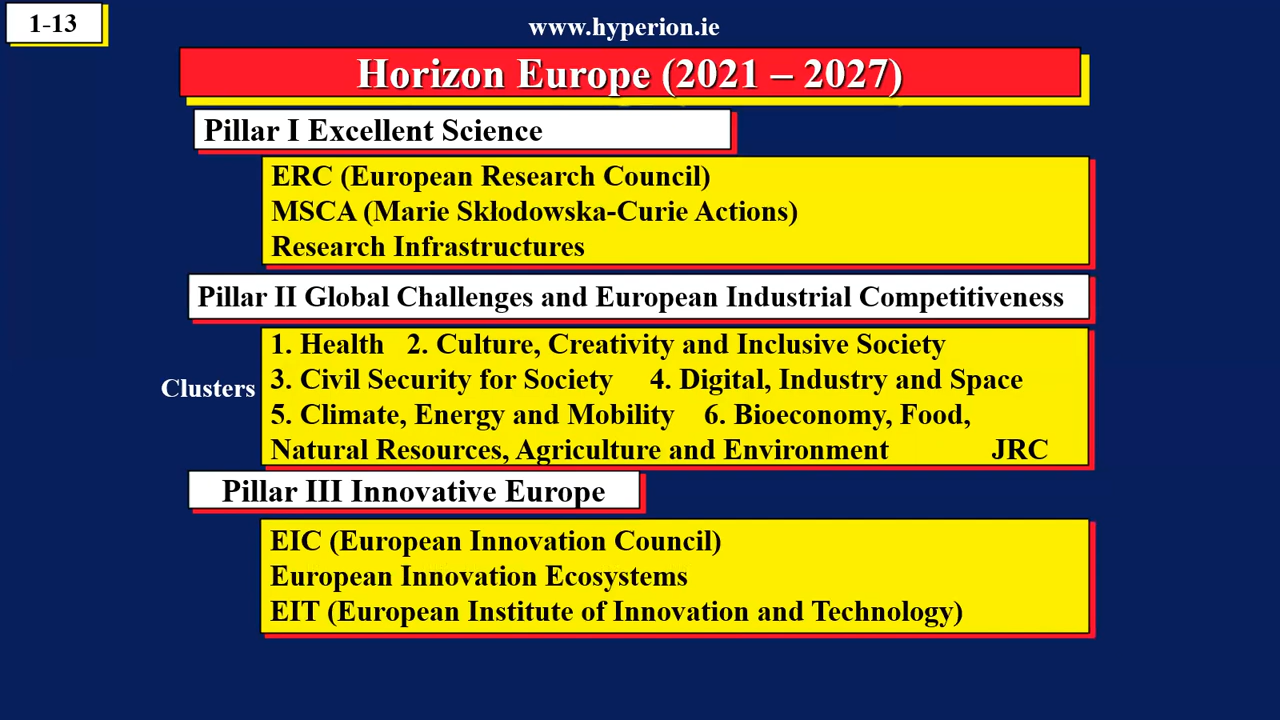 1-13
www.hyperion.ie
Horizon Europe (2021 – 2027)
Pillar I Excellent Science
ERC (European Research Council)
MSCA (Marie Skłodowska-Curie Actions)
Research Infrastructures
Pillar II Global Challenges and European Industrial Competitiveness
Clusters
1. Health 2. Culture, Creativity and Inclusive Society
3. Civil Security for Society 4. Digital, Industry and Space
5. Climate, Energy and Mobility 6. Bioeconomy, Food,
Natural Resources, Agriculture and Environment JRC
Pillar III Innovative Europe
EIC (European Innovation Council)
European Innovation Ecosystems
EIT (European Institute of Innovation and Technology)